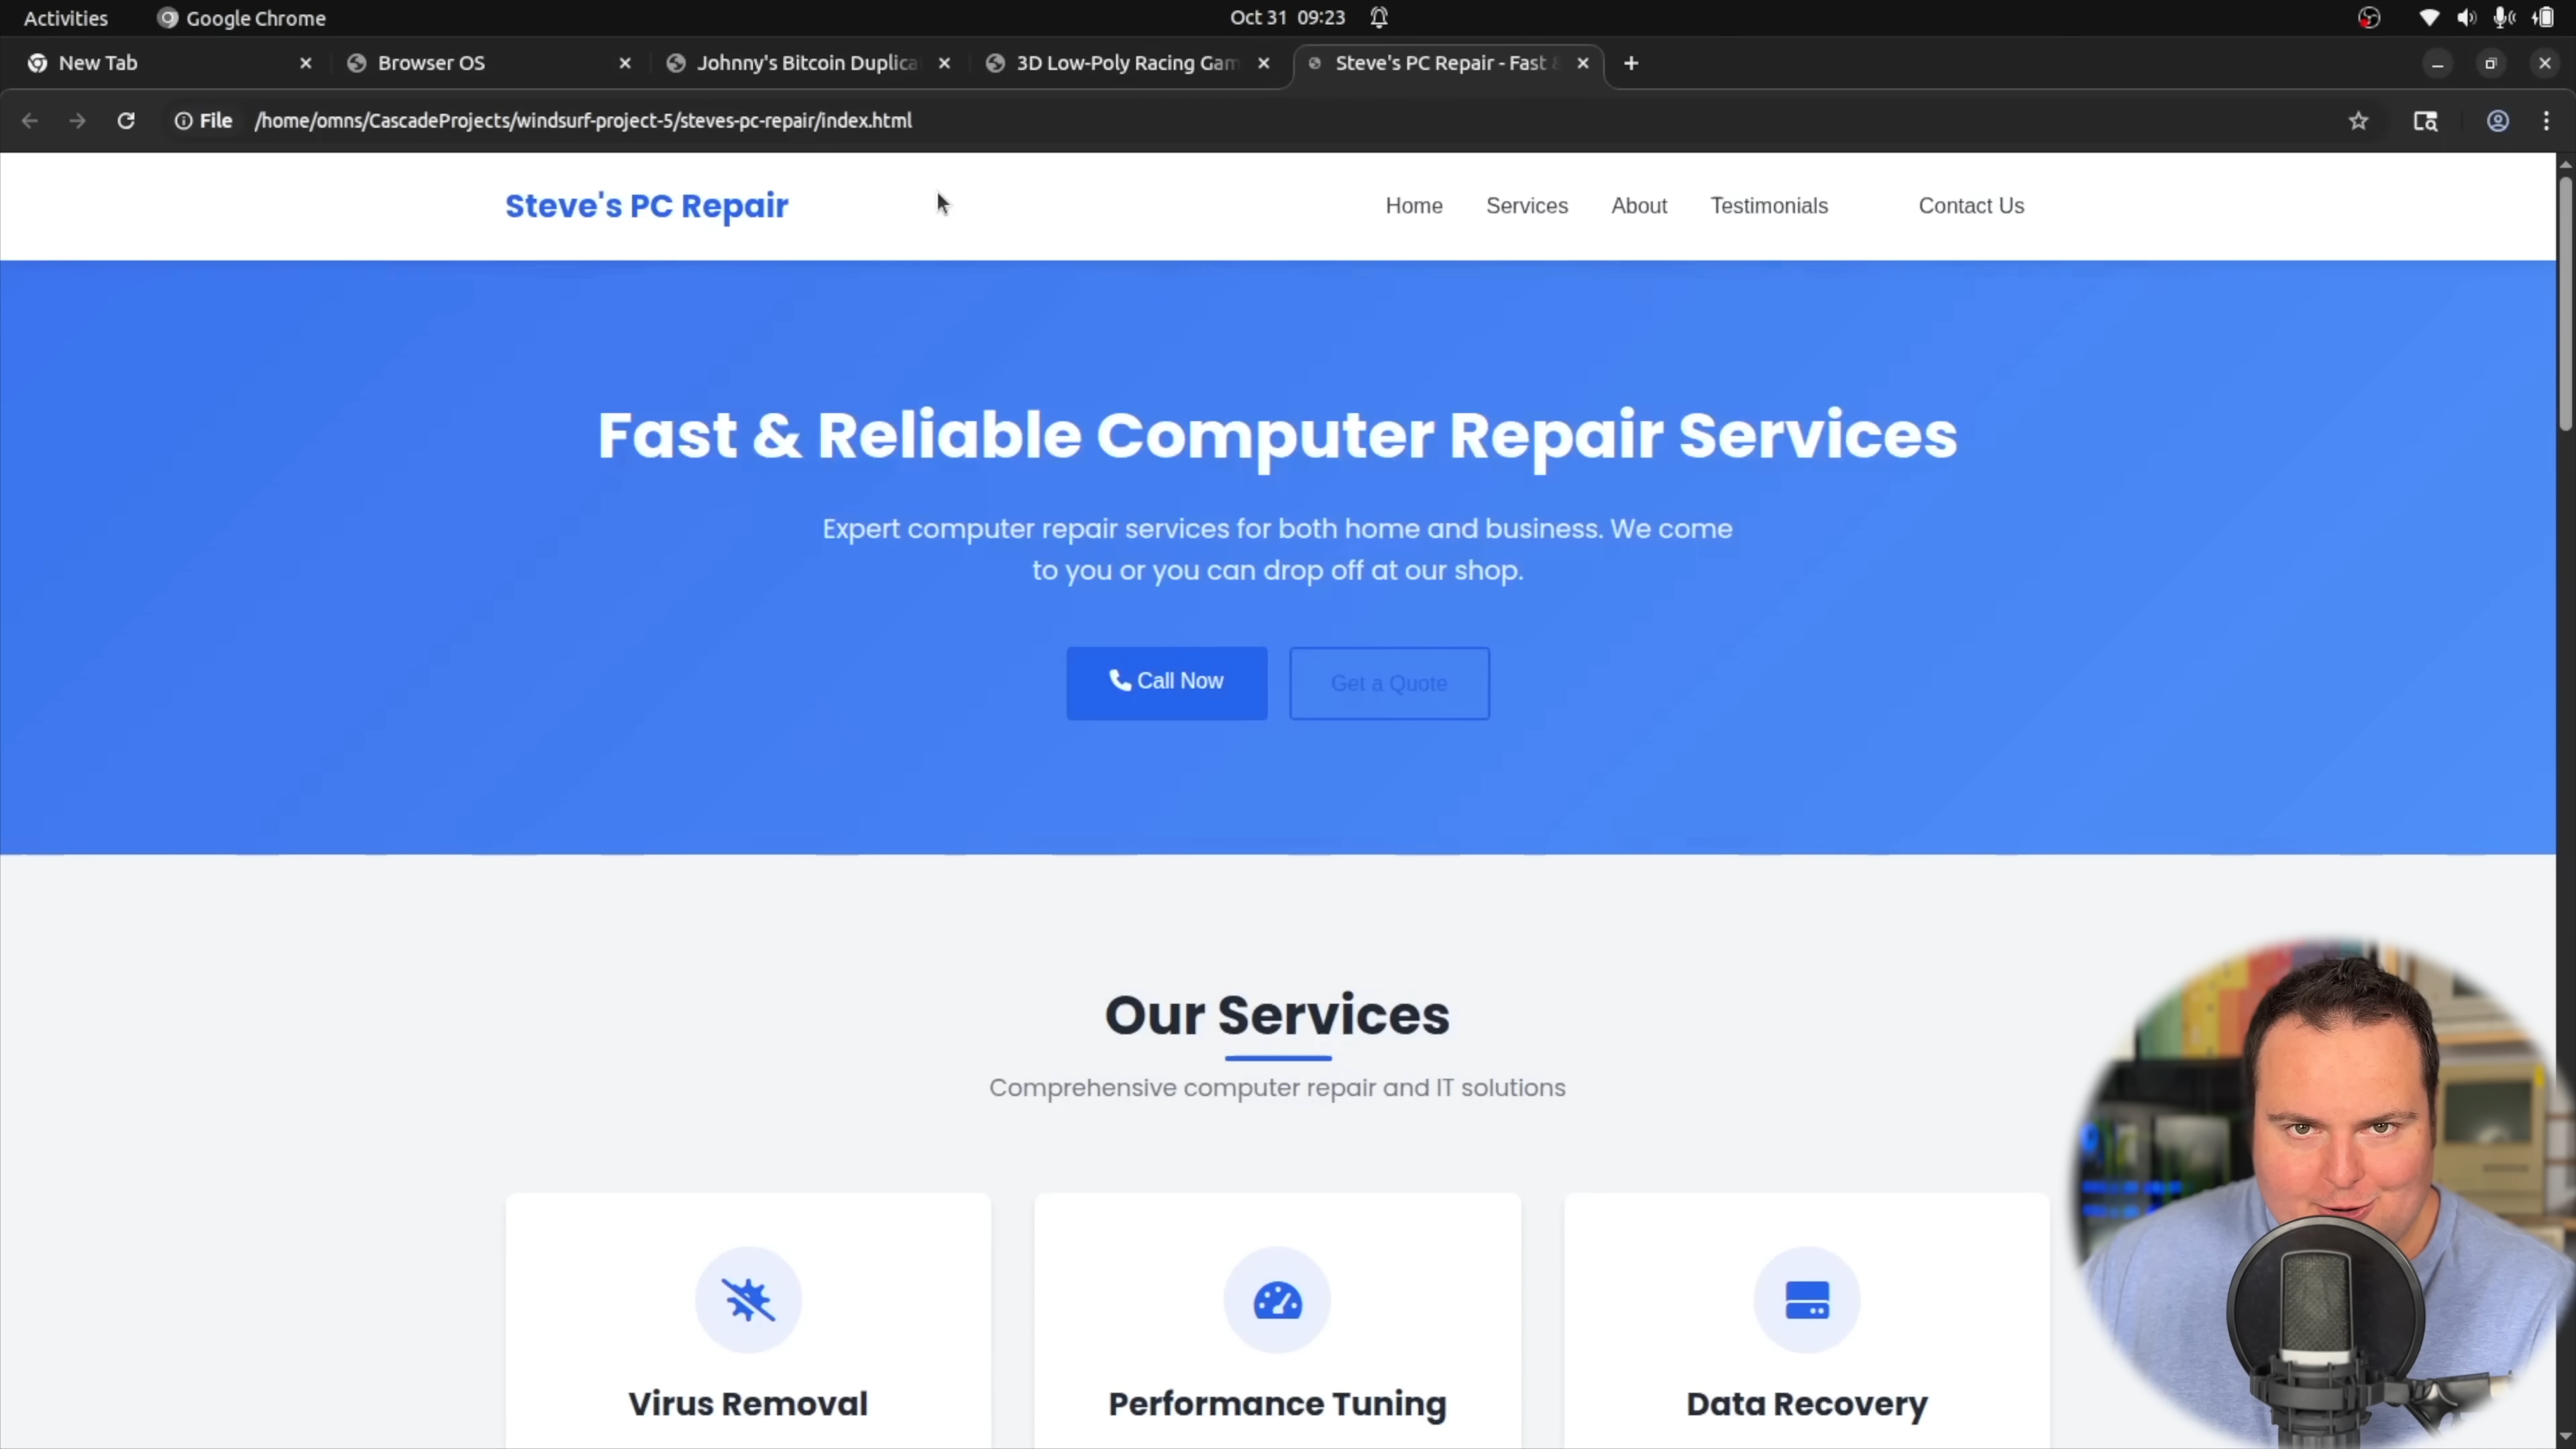 Activities
Google Chrome
Oct 31 09:23
New Tab
Browser OS
Johnny's Bitcoin Duplica
3D Low-Poly Racing Gam
Steve's PC Repair - Fast &
File
/home/omns/CascadeProjects/windsurf-project-5/steves-pc-repair/index.html
Steve's PC Repair
Home
Services
About
Testimonials
Contact Us
Fast & Reliable Computer Repair Services
Expert computer repair services for both home and business. We come
to you or you can drop off at our shop.
Call Now
Get a Quote
Our Services
Comprehensive computer repair and IT solutions
Virus Removal
Performance Tuning
Data Recovery